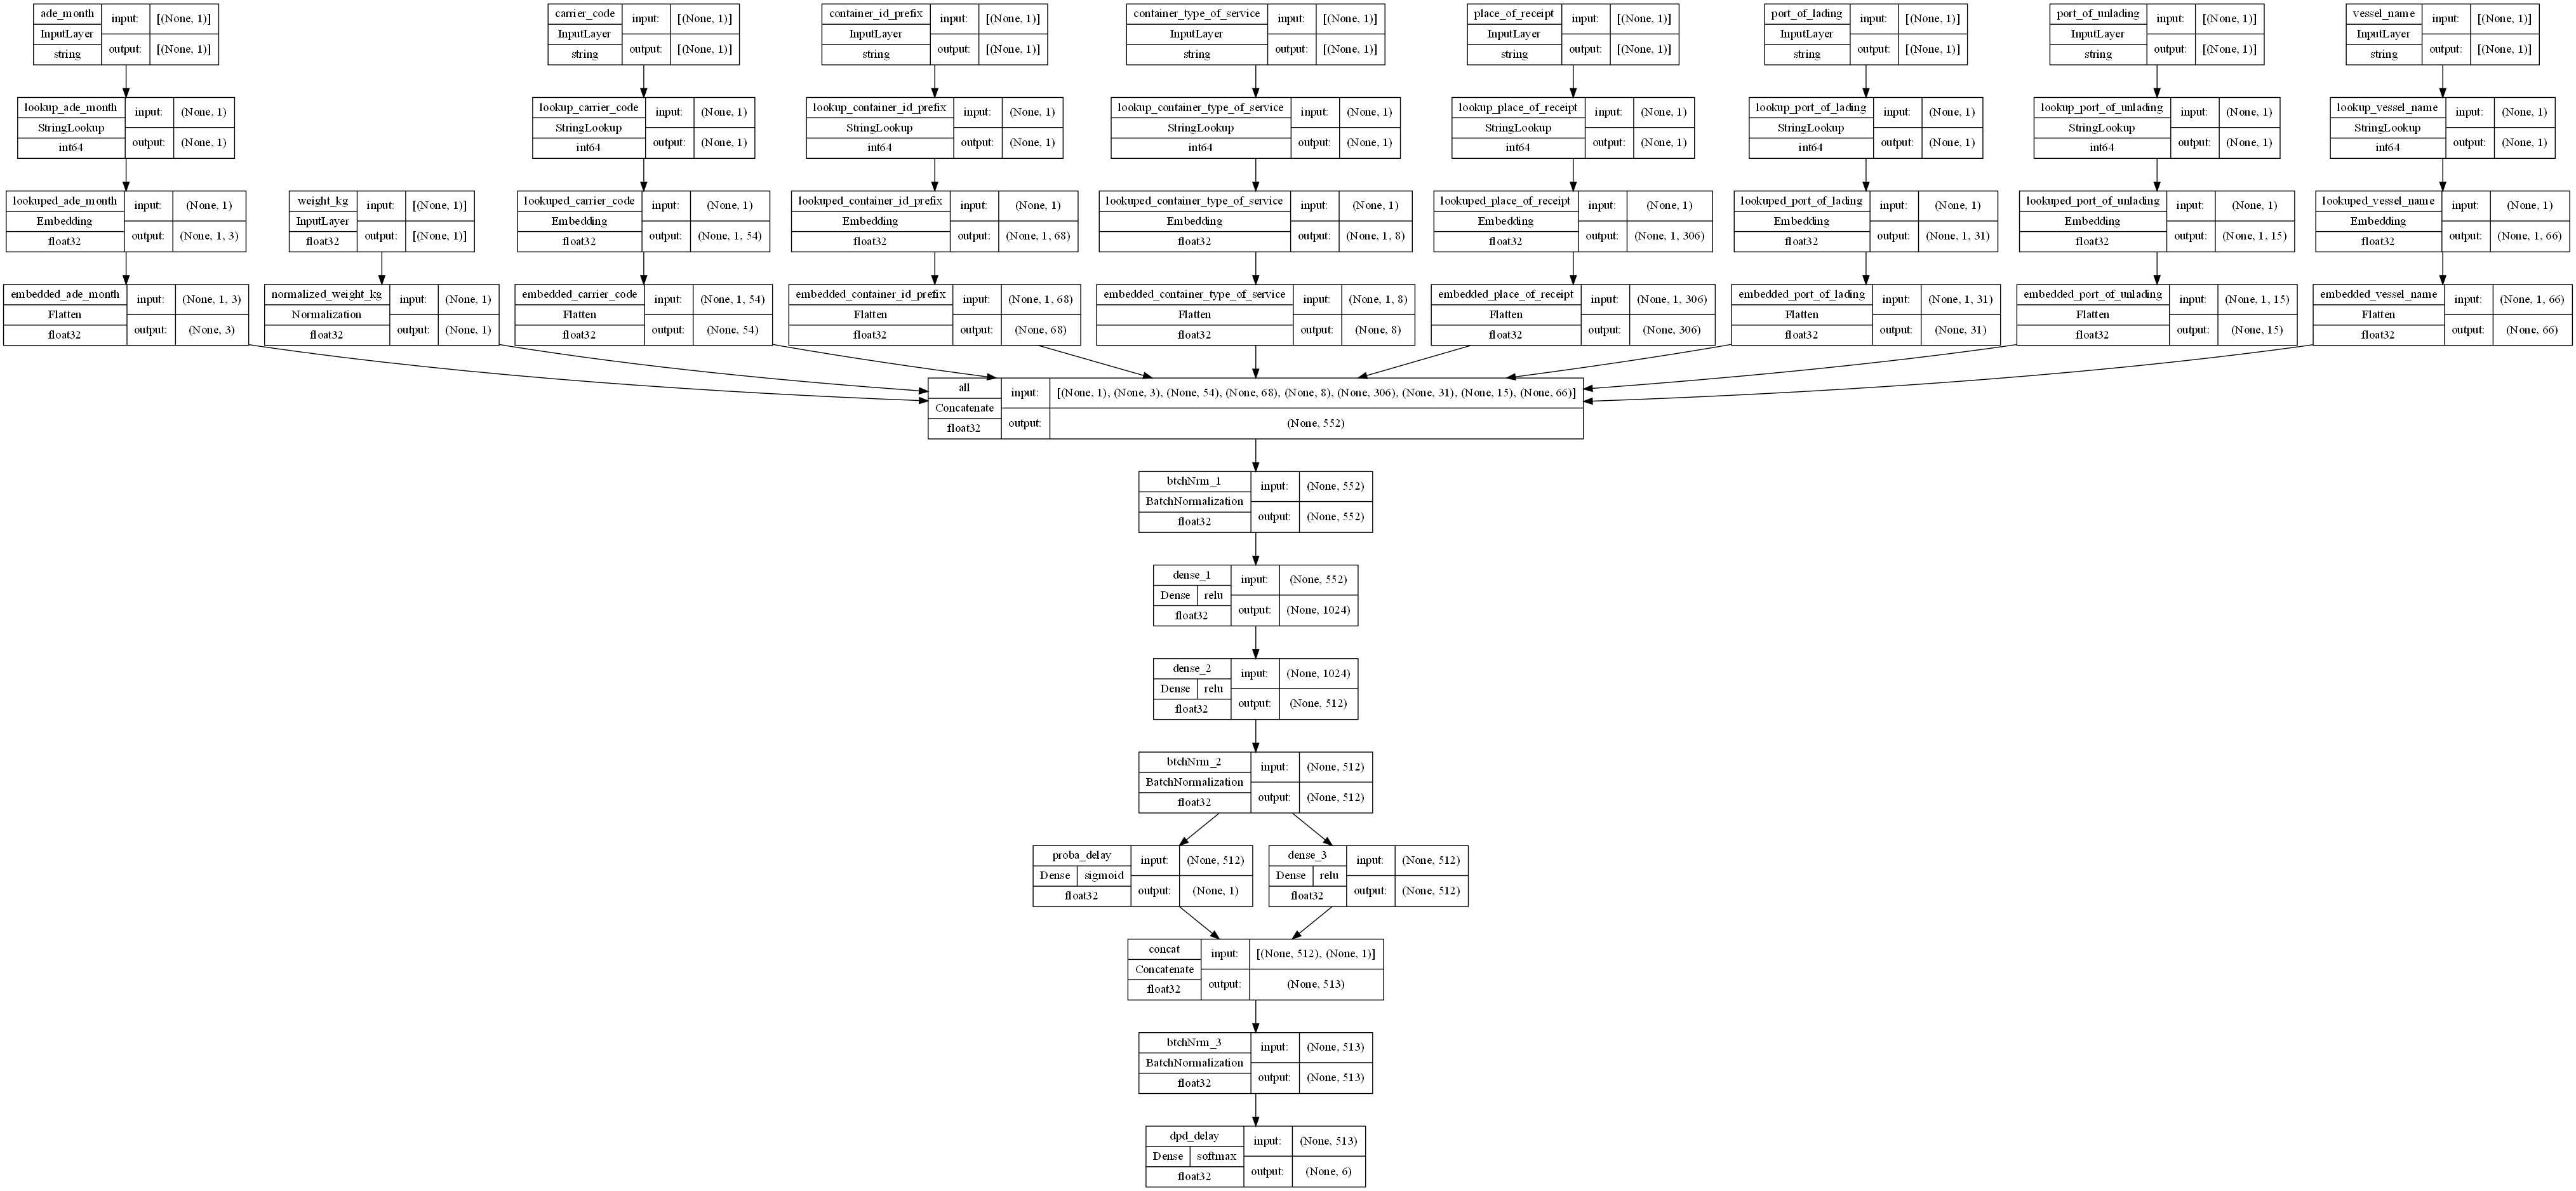 ade_month
InputLayer
string
input:
[(None, 1)]
output:
[(None, 1)]
carrier_code
InputLayer
string
input:
[(None, 1)]
output:
[(None, 1)]
container_id_prefix
InputLayer
string
input:
[(None, 1)]
output:
[(None, 1)]
container_type_of_service
InputLayer
string
input:
[(None, 1)]
output:
[(None, 1)]
place_of_receipt
InputLayer
string
input:
[(None, 1)]
output:
[(None, 1)]
port_of_lading
InputLayer
string
input:
[(None, 1)]
output:
[(None, 1)]
port_of_unlading
InputLayer
string
input:
[(None, 1)]
output:
[(None, 1)]
vessel_name
InputLayer
string
input:
[(None, 1)]
output:
[(None, 1)]
lookup_ade_month
StringLookup
int64
input:
(None, 1)
output:
(None, 1)
lookup_carrier_code
StringLookup
int64
input:
(None, 1)
output:
(None, 1)
lookup_container_id_prefix
StringLookup
int64
input:
(None, 1)
output:
(None, 1)
lookup_container_type_of_service
StringLookup
int64
input:
(None, 1)
output:
(None, 1)
lookup_place_of_receipt
StringLookup
int64
input:
(None, 1)
output:
(None, 1)
lookup_port_of_lading
StringLookup
int64
input:
(None, 1)
output:
(None, 1)
lookup_port_of_unlading
StringLookup
int64
input:
(None, 1)
output:
(None, 1)
lookup_vessel_name
StringLookup
int64
input:
(None, 1)
output:
(None, 1)
lookuped_ade_month
Embedding
float32
input:
(None, 1)
output:
(None, 1, 3)
weight_kg
InputLayer
float32
input:
[(None, 1)]
output:
[(None, 1)]
lookuped_carrier_code
Embedding
float32
input:
(None, 1)
output:
(None, 1, 54)
lookuped_container_id_prefix
Embedding
float32
input:
(None, 1)
output:
(None, 1, 68)
lookuped_container_type_of_service
Embedding
float32
input:
(None, 1)
output:
(None, 1, 8)
lookuped_place_of_receipt
Embedding
float32
input:
(None, 1)
output:
(None, 1, 306)
lookuped_port_of_lading
Embedding
float32
input:
(None, 1)
output:
(None, 1, 31)
lookuped_port_of_unlading
Embedding
float32
input:
(None, 1)
output:
(None, 1, 15)
lookuped_vessel_name
Embedding
float32
input:
(None, 1)
output:
(None, 1, 66)
embedded_ade_month
Flatten
float32
input:
(None, 1, 3)
output:
(None, 3)
normalized_weight_kg
Normalization
float32
input:
(None, 1)
output:
(None, 1)
embedded_carrier_code
Flatten
float32
input:
(None, 1, 54)
output:
(None, 54)
embedded_container_id_prefix
Flatten
float32
input:
(None, 1, 68)
output:
(None, 68)
embedded_container_type_of_service
Flatten
float32
input:
(None, 1, 8)
output:
(None, 8)
embedded_place_of_receipt
Flatten
float32
input:
(None, 1, 306)
output:
(None, 306)
embedded_port_of_lading
Flatten
float32
input:
(None, 1, 31)
output:
(None, 31)
embedded_port_of_unlading
Flatten
float32
input:
(None, 1, 15)
output:
(None, 15)
embedded_vessel_name
Flatten
float32
input:
(None, 1, 66)
output:
(None, 66)
all
Concatenate
float32
input:
[(None, 1), (None, 3), (None, 54), (None, 68), (None, 8), (None, 306), (None, 31), (None, 15), (None, 66)]
output:
(None, 552)
btchNrm_1
BatchNormalization
float32
input:
(None, 552)
output:
(None, 552)
dense_1
Dense relu
float32
input:
(None, 552)
output:
(None, 1024)
dense_2
Dense relu
float32
input:
(None, 1024)
output:
(None, 512)
btchNrm_2
BatchNormalization
float32
input:
(None, 512)
output:
(None, 512)
proba_delay
Dense sigmoid
float32
input:
(None, 512)
output:
(None, 1)
dense_3
Dense relu
float32
input:
(None, 512)
output:
(None, 512)
concat
Concatenate
float32
input:
[(None, 512), (None, 1)]
output:
(None, 513)
btchNrm_3
BatchNormalization
float32
input:
(None, 513)
output:
(None, 513)
dpd_delay
Dense softmax
float32
input:
(None, 513)
output:
(None, 6)